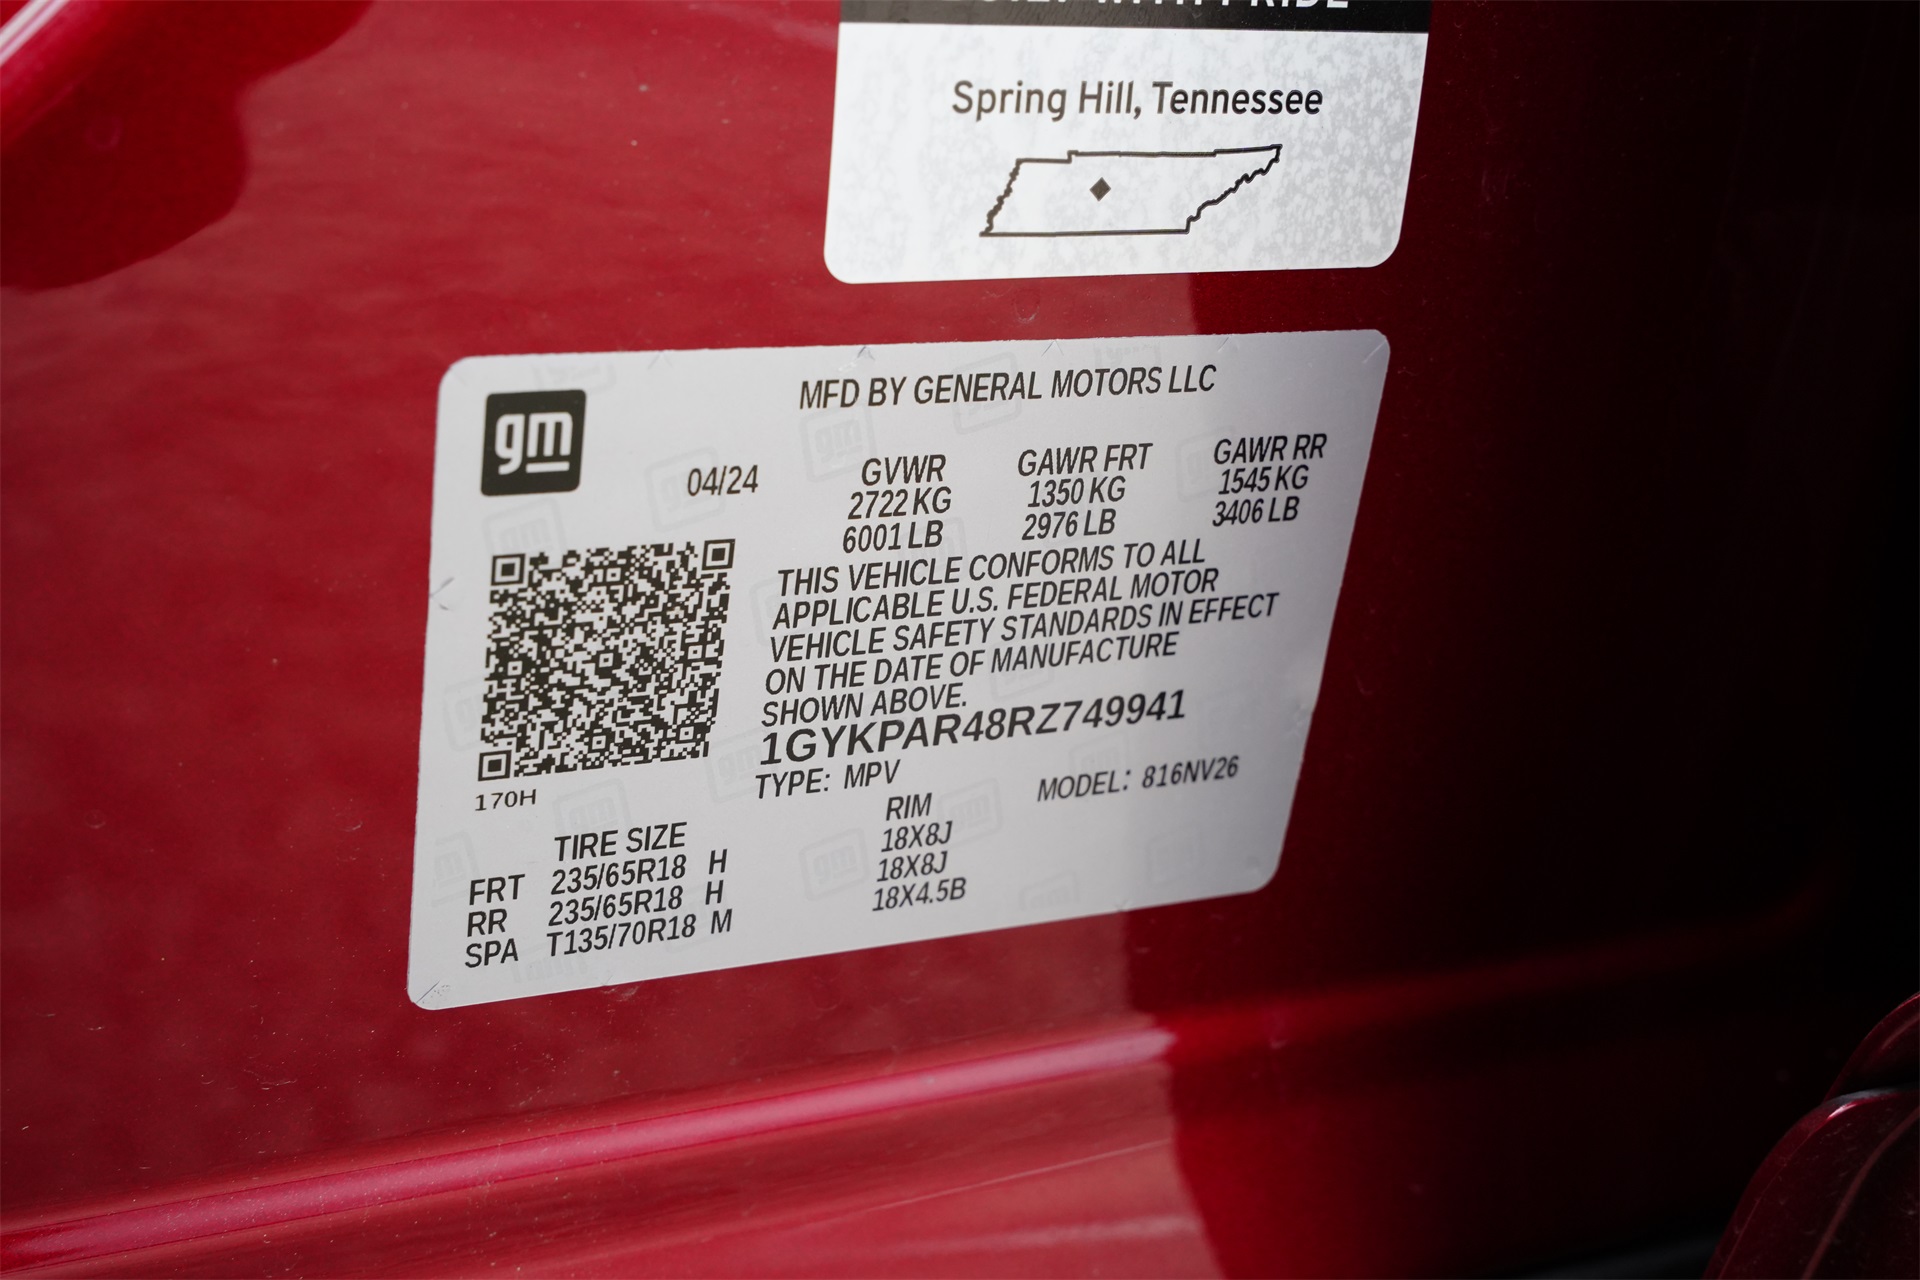 BUILT WITH PRIDE
Spring Hill, Tennessee
gm
MFD BY GENERAL MOTORS LLC
04/24
GVWR GAWR FRT GAWR RR
2722 KG 1350 KG 1545 KG
6001 LB 2976 LB 3406 LB
THIS VEHICLE CONFORMS TO ALL
APPLICABLE U.S. FEDERAL MOTOR
VEHICLE SAFETY STANDARDS IN EFFECT
ON THE DATE OF MANUFACTURE
SHOWN ABOVE.
1GYKPAR48RZ749941
TYPE: MPV MODEL: 816NV26
170H
TIRE SIZE RIM
FRT 235/65R18 H 18X8J
RR 235/65R18 H 18X8J
SPA T135/70R18 M 18X4.5B